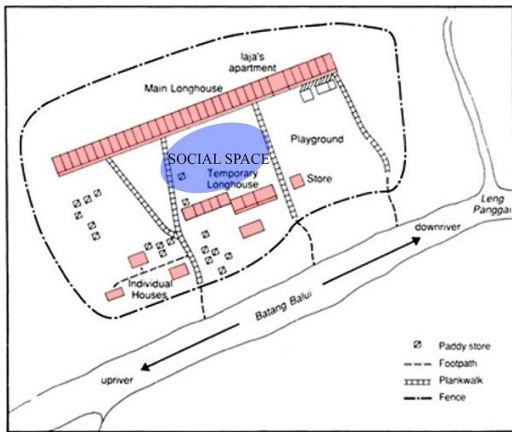 laja's
apartment
Main Longhouse
SOCIAL SPACE
Playground
Temporary
Longhouse
Store
Leng
Panggai
downriver
Individual
Houses
Batang Balui
upriver
Paddy store
Footpath
Plankwalk
Fence